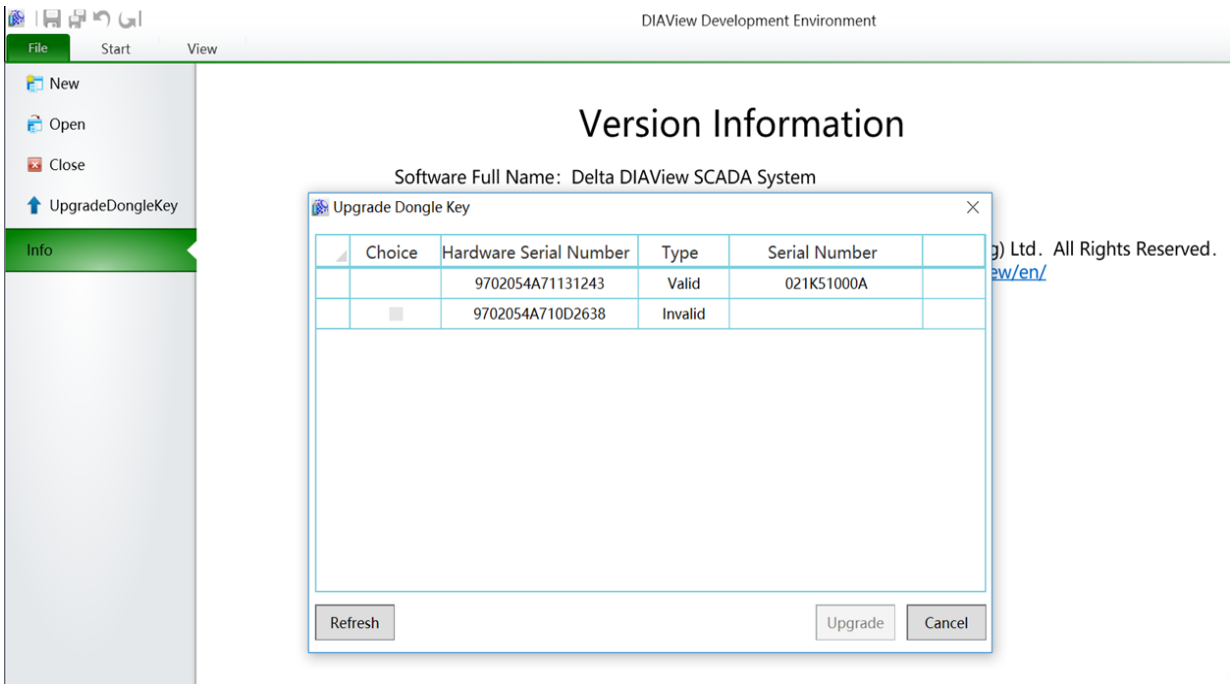 DIAView Development Environment
File Start View
New
Open
Close
UpgradeDongleKey
Info
Version Information
Software Full Name: Delta DIAView SCADA System
g) Ltd. All Rights Reserved.
ew/en/
Upgrade Dongle Key
Choice Hardware Serial Number Type Serial Number
9702054A71131243 Valid 021K51000A
9702054A710D2638 Invalid
Refresh Upgrade Cancel